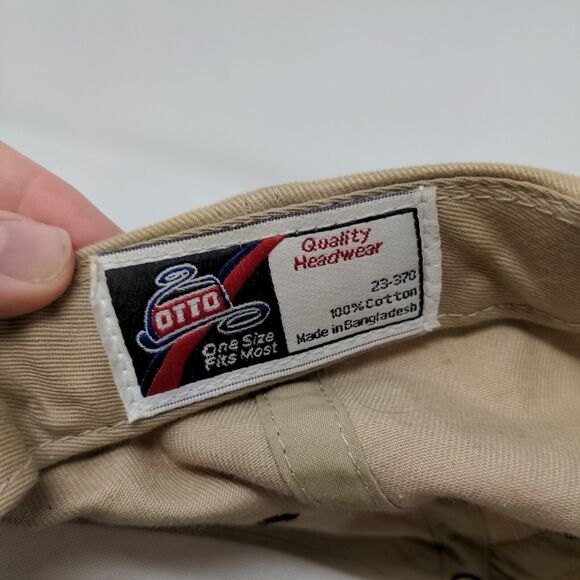 OTTO
One Size
Fits Most
Quality
Headwear
23-370
100% Cotton
Made in Bangladesh